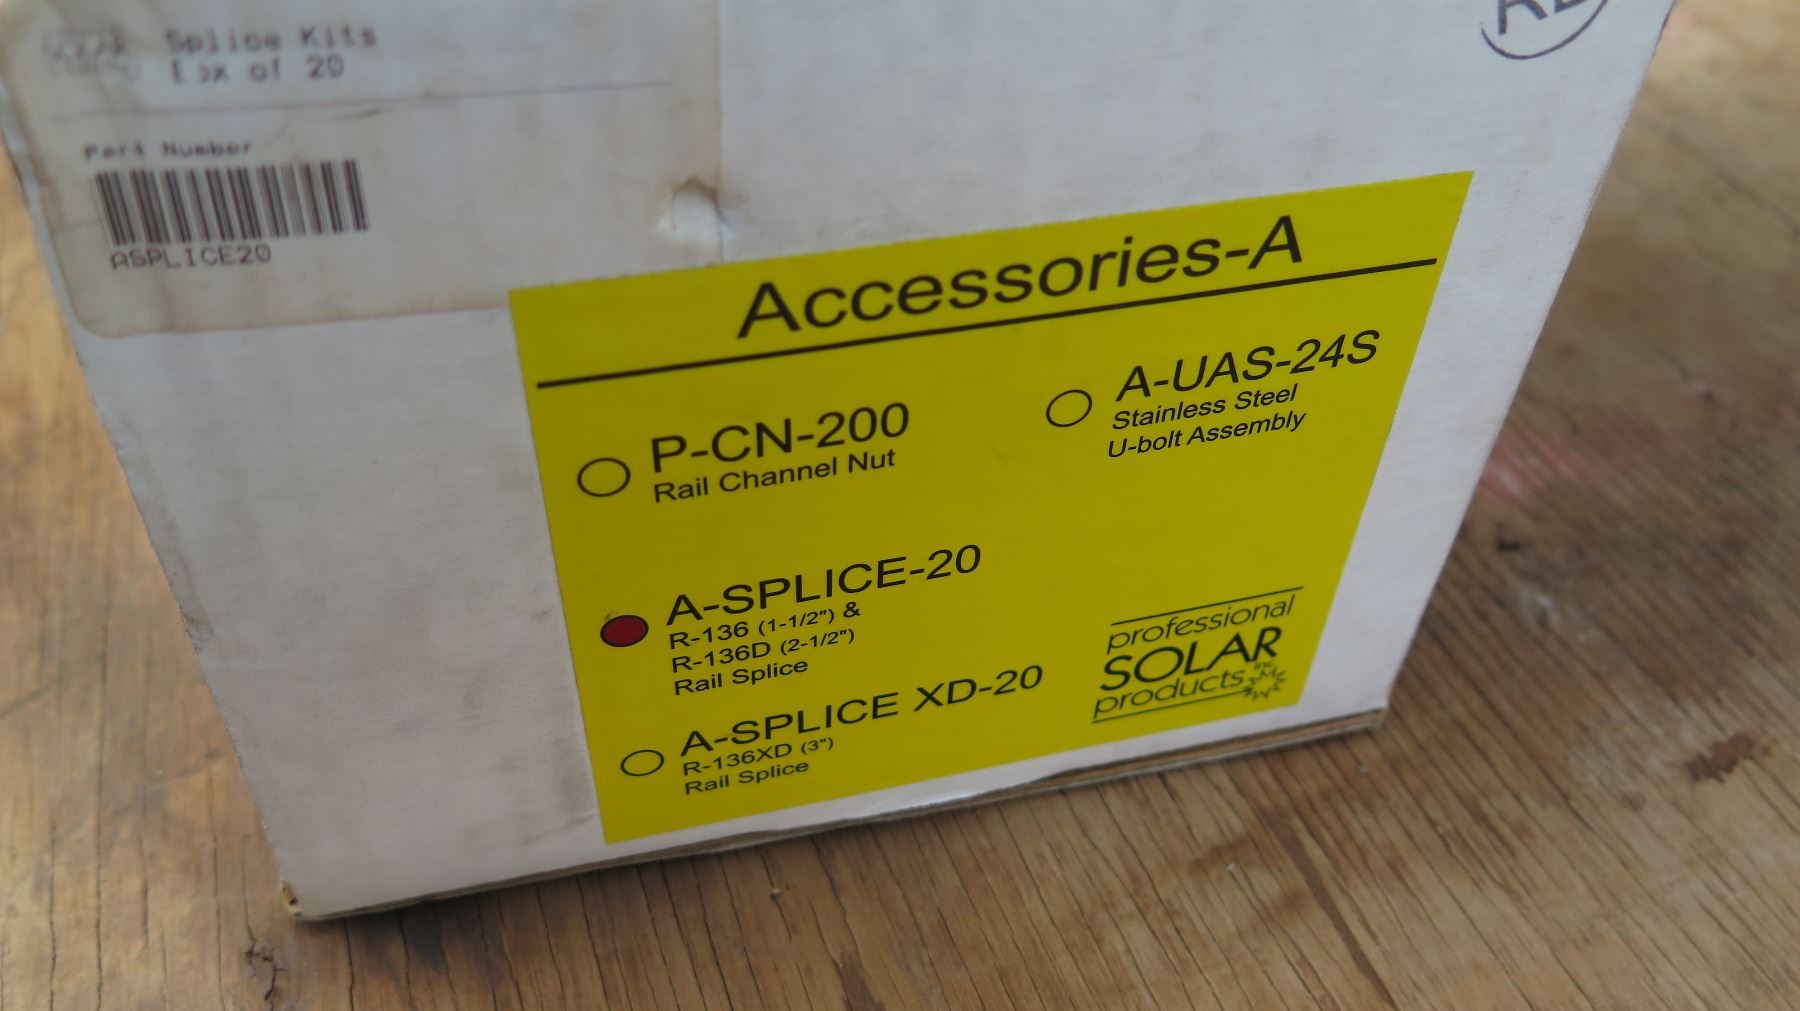 Splice Kits
Box of 20
Part Number
ASPLICE20
Accessories-A
P-CN-200
Rail Channel Nut
A-UAS-24S
Stainless Steel
U-bolt Assembly
A-SPLICE-20
R-136 (1-1/2") &
R-136D (2-1/2")
Rail Splice
A-SPLICE XD-20
R-136XD (3")
Rail Splice
professional
SOLAR
products inc.